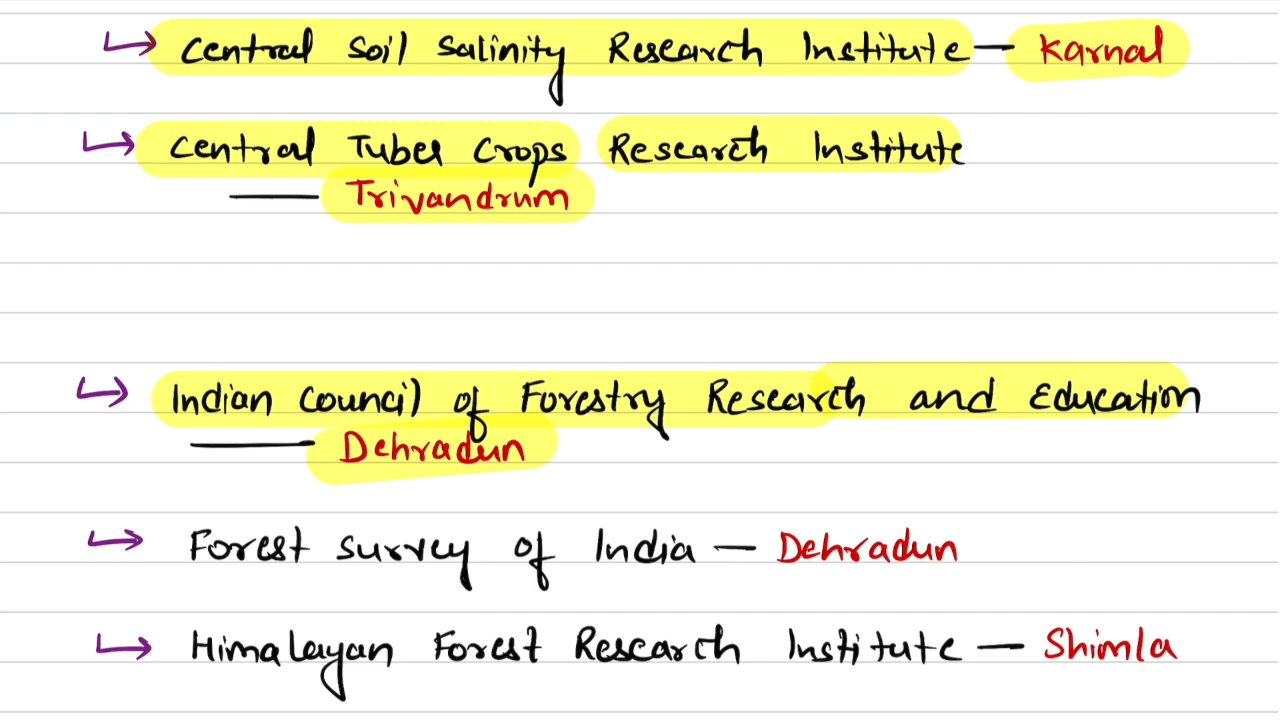 ↳ Central Soil Salinity Research Institute — Karnal
↳ Central Tuber Crops Research Institute
— Trivandrum
↳ Indian Council of Forestry Research and Education
— Dehradun
↳ Forest survey of India — Dehradun
↳ Himalayan Forest Research Institute — Shimla